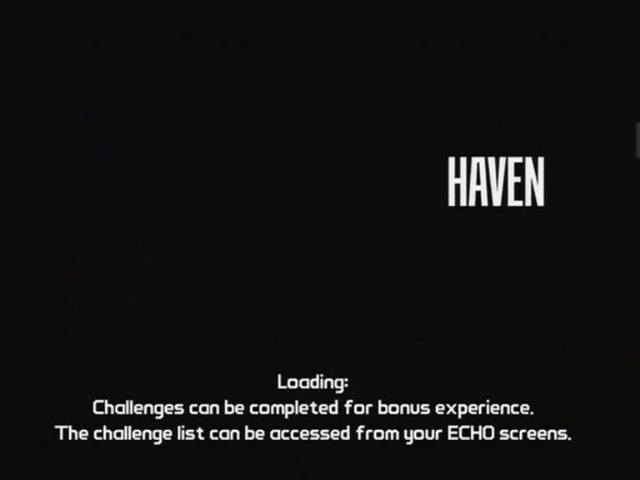 HAVEN
Loading:
Challenges can be completed for bonus experience.
The challenge list can be accessed from your ECHO screens.